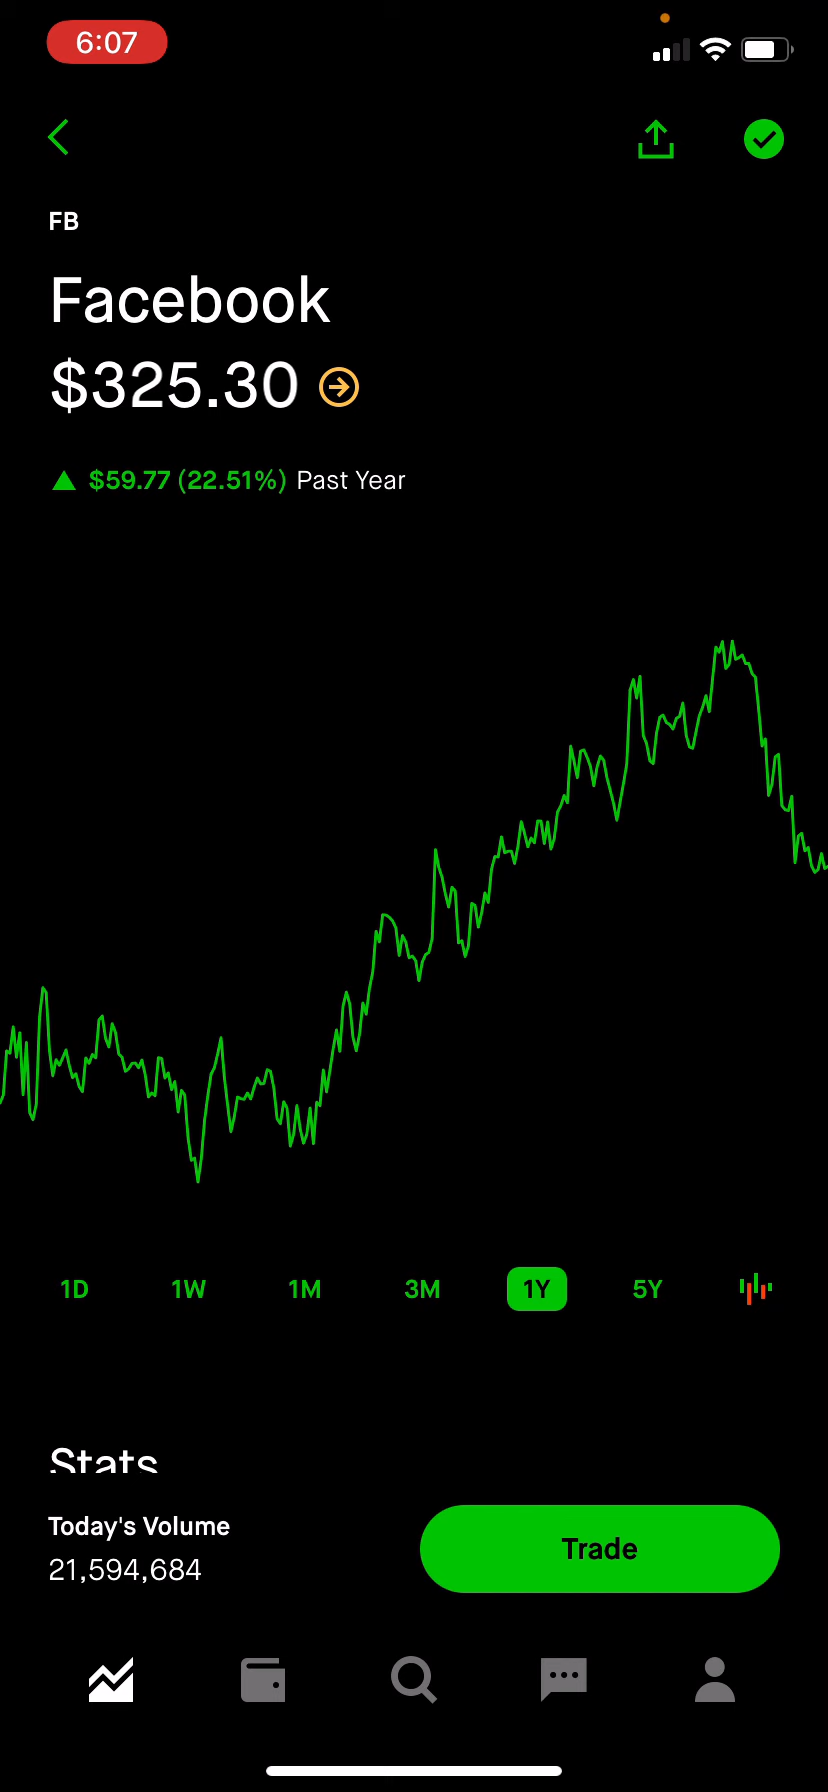 6:07
FB
Facebook
$325.30
$59.77 (22.51%) Past Year
1D 1W 1M 3M 1Y 5Y
Stats
Today's Volume
21,594,684
Trade